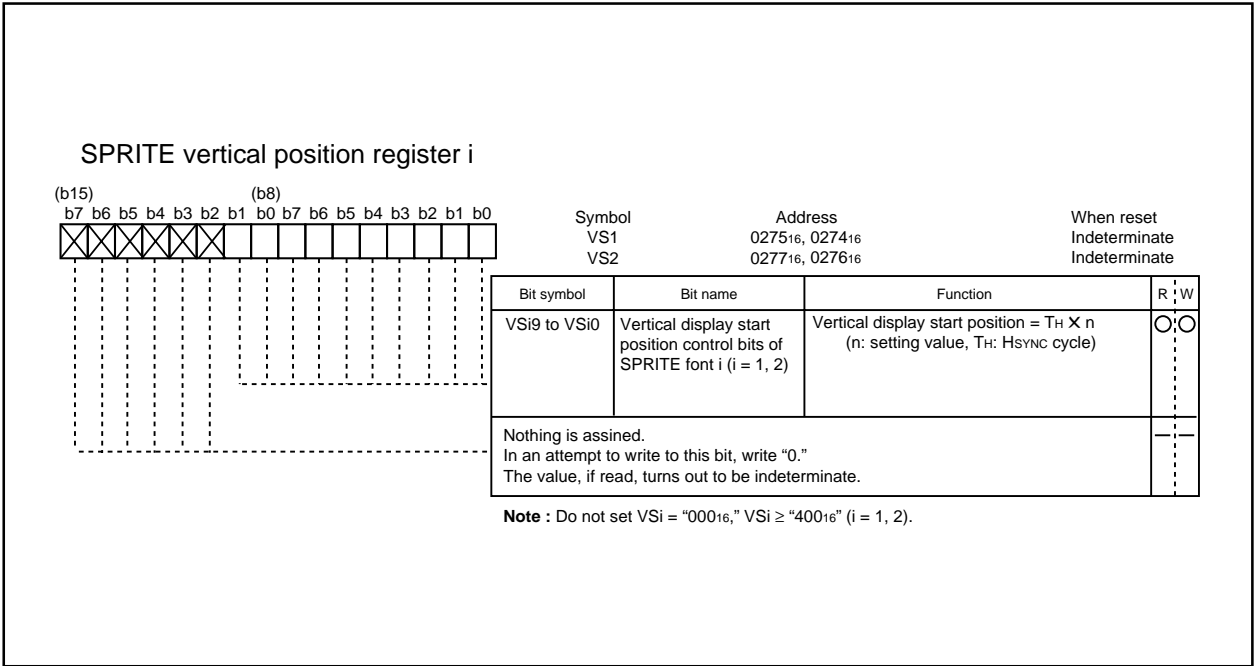 SPRITE vertical position register i
(b15) (b8)
b7 b6 b5 b4 b3 b2 b1 b0 b7 b6 b5 b4 b3 b2 b1 b0
Symbol Address When reset
VS1 027516, 027416 Indeterminate
VS2 027716, 027616 Indeterminate
Bit symbol Bit name Function R W
VSi9 to VSi0 Vertical display start Vertical display start position = TH X n
position control bits of (n: setting value, TH: HSYNC cycle)
SPRITE font i (i = 1, 2)
Nothing is assined.
In an attempt to write to this bit, write “0.”
The value, if read, turns out to be indeterminate.
Note : Do not set VSi = “00016,” VSi ≥ “40016” (i = 1, 2).